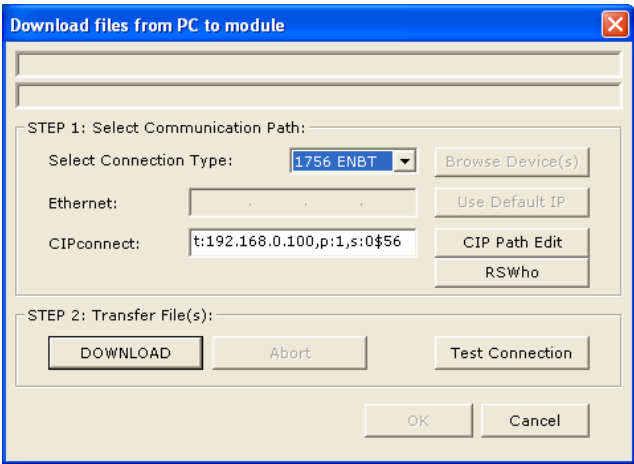 Download files from PC to module
STEP 1: Select Communication Path:
Select Connection Type: 1756 ENBT Browse Device(s)
Ethernet: . . . Use Default IP
CIPconnect: t:192.168.0.100,p:1,s:0$56 CIP Path Edit
RSWho
STEP 2: Transfer File(s):
DOWNLOAD Abort Test Connection
OK Cancel